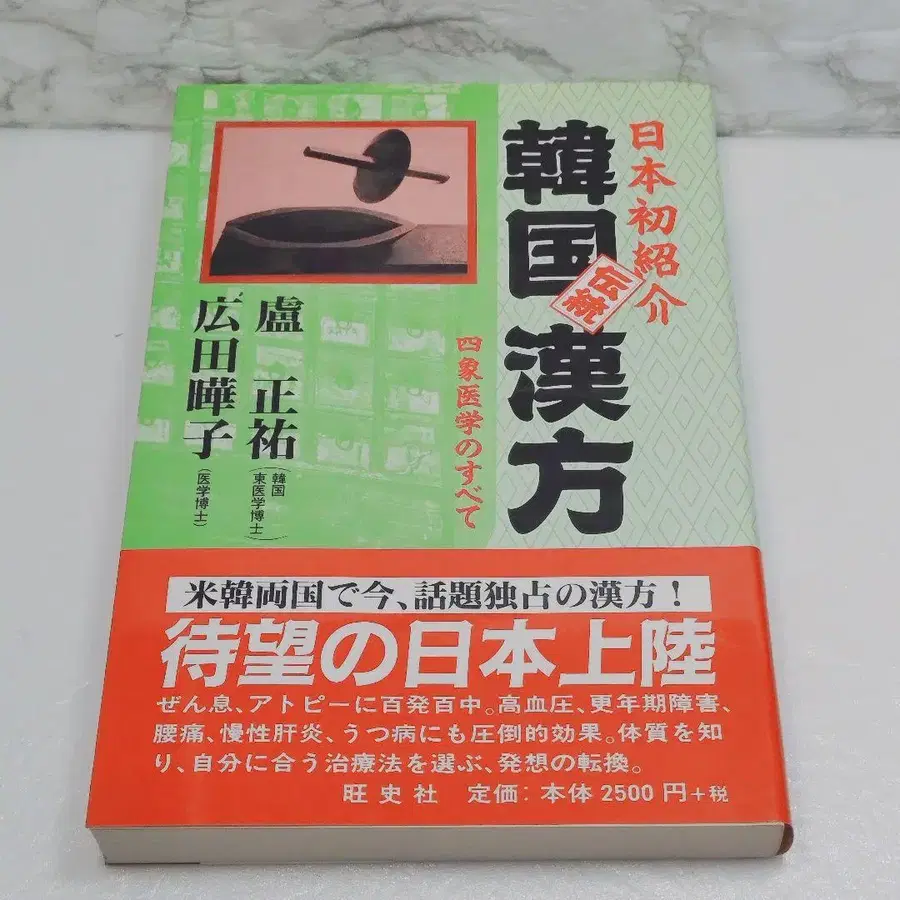 日本初紹介
韓国
伝統
漢方
四象医学のすべて
盧 正祐
(韓国
東医学博士)
広田曄子
(医学博士)
米韓両国で今、話題独占の漢方!
待望の日本上陸
ぜん息、アトピーに百発百中。高血圧、更年期障害、
腰痛、慢性肝炎、うつ病にも圧倒的効果。体質を知
り、自分に合う治療法を選ぶ、発想の転換。
旺史社 定価:本体2500円+税